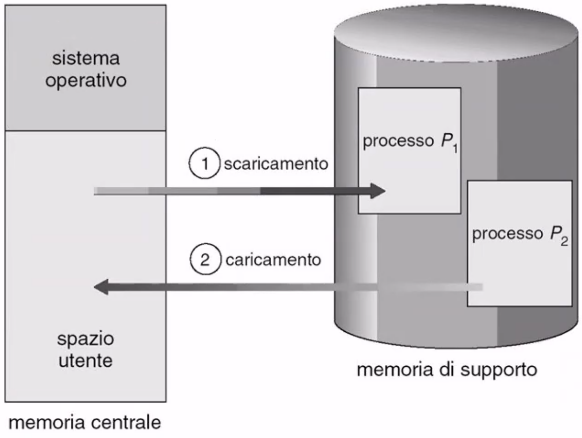 sistema
operativo
processo P1
1 scaricamento
processo P2
2 caricamento
spazio
utente
memoria di supporto
memoria centrale